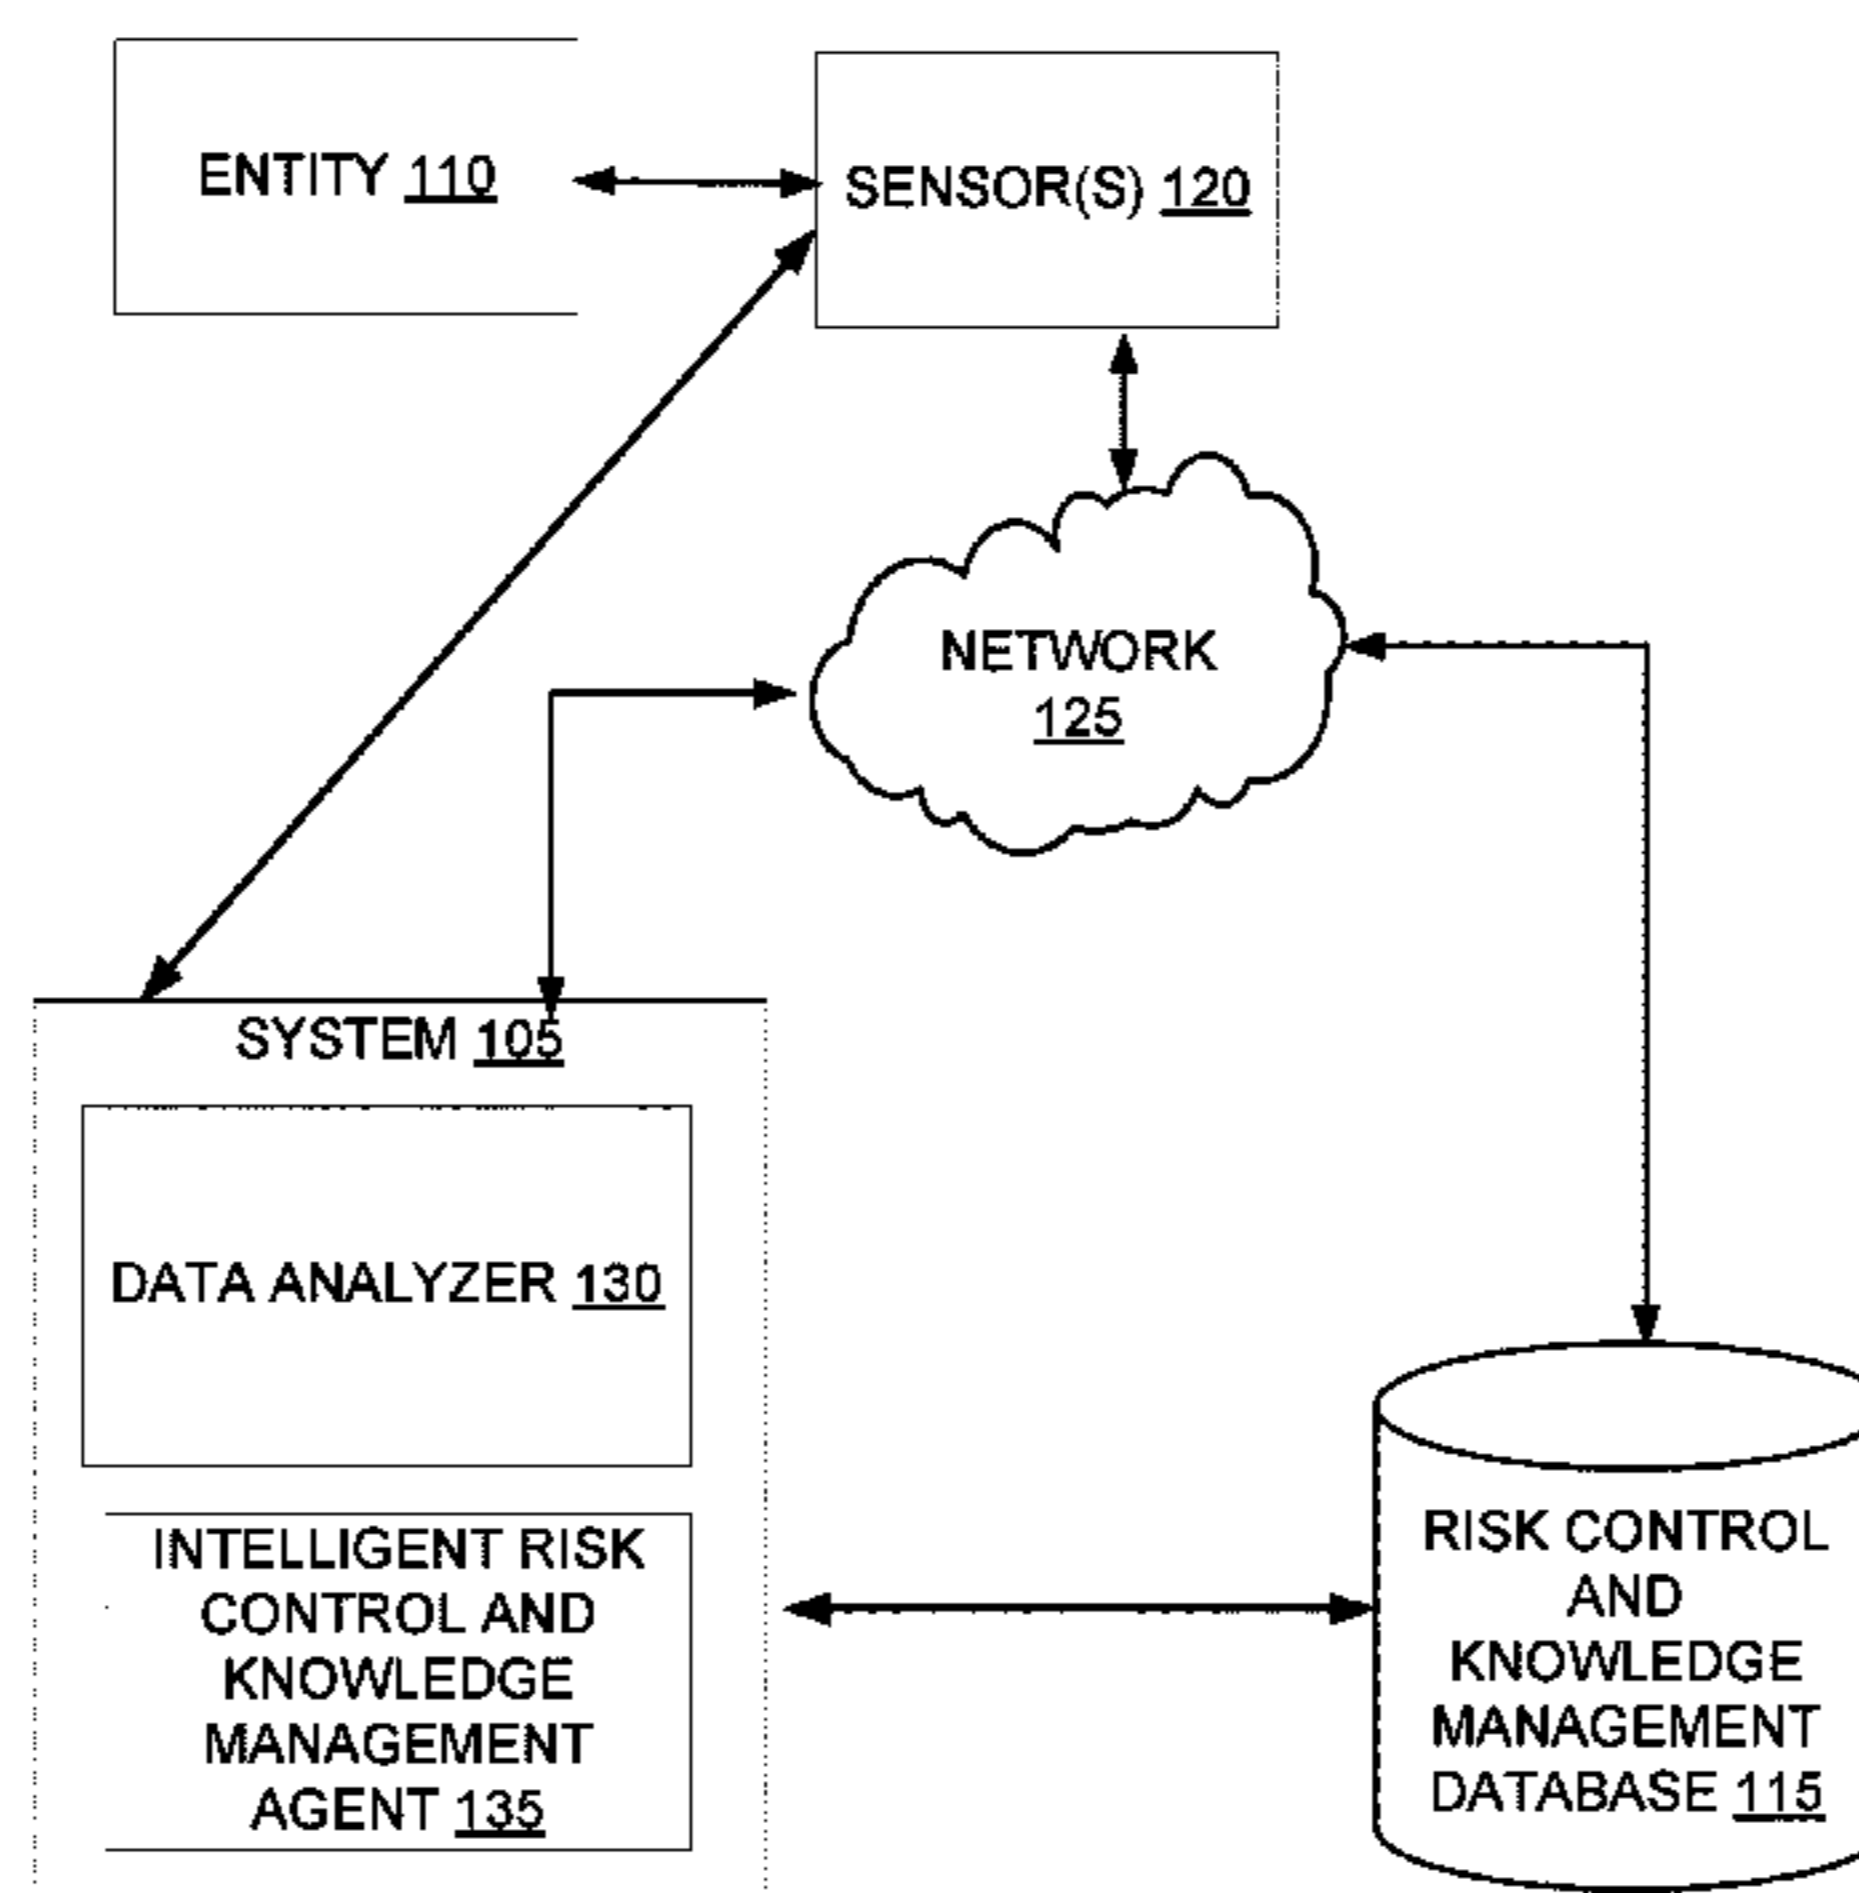 ENTITY 110
SENSOR(S) 120
NETWORK
125
SYSTEM 105
DATA ANALYZER 130
INTELLIGENT RISK
CONTROL AND
KNOWLEDGE
MANAGEMENT
AGENT 135
RISK CONTROL
AND
KNOWLEDGE
MANAGEMENT
DATABASE 115